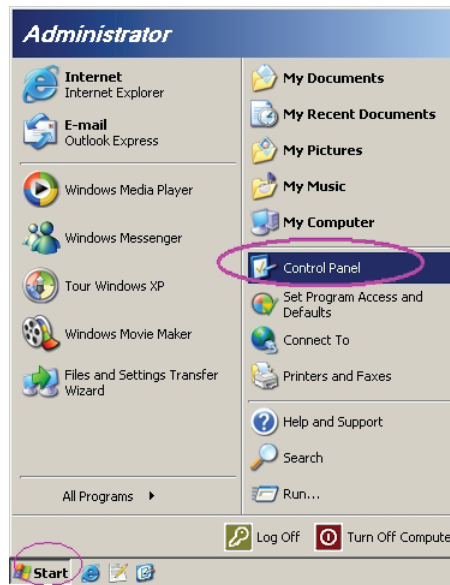 Administrator
Internet
Internet Explorer
E-mail
Outlook Express
Windows Media Player
Windows Messenger
Tour Windows XP
Windows Movie Maker
Files and Settings Transfer
Wizard
All Programs
My Documents
My Recent Documents
My Pictures
My Music
My Computer
Control Panel
Set Program Access and
Defaults
Connect To
Printers and Faxes
Help and Support
Search
Run...
Log Off
Turn Off Compute
Start